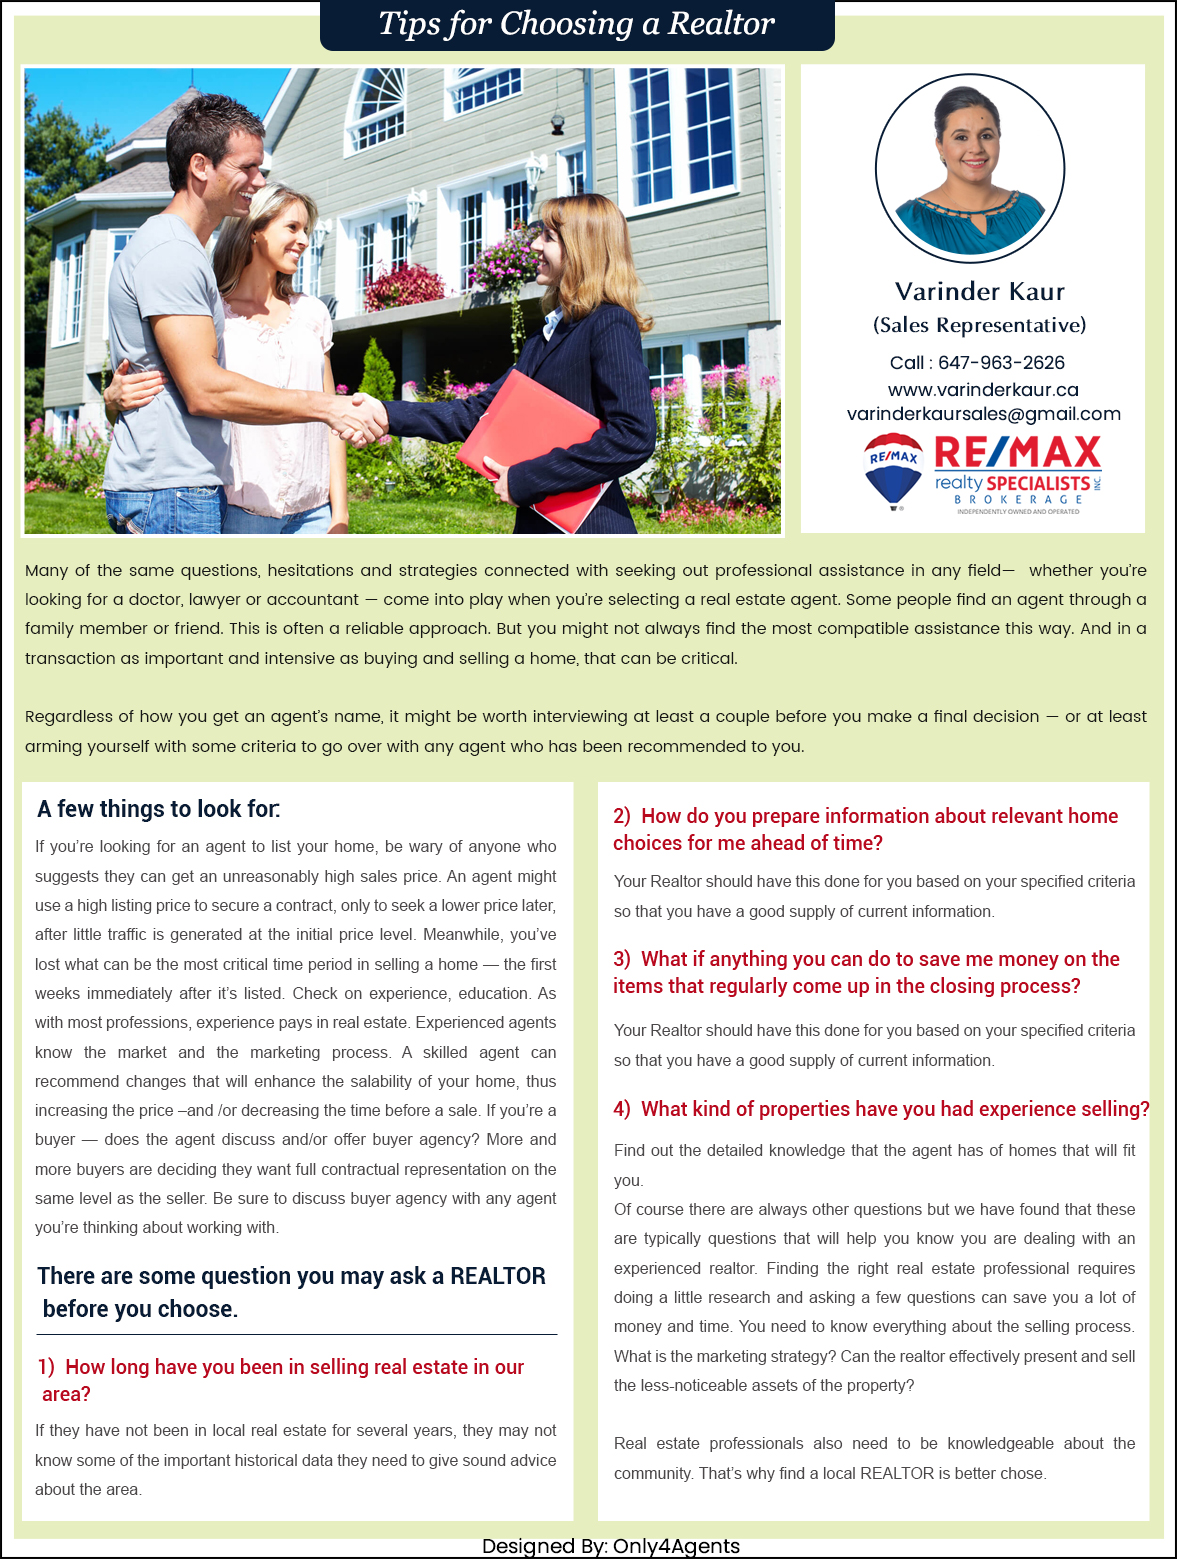 Tips for Choosing a Realtor
Varinder Kaur
(Sales Representative)
Call : 647-963-2626
www.varinderkaur.ca
varinderkaursales@gmail.com
RE/MAX
RE/MAX
realty SPECIALISTS INC.
BROKERAGE
INDEPENDENTLY OWNED AND OPERATED
Many of the same questions, hesitations and strategies connected with seeking out professional assistance in any field— whether you're
looking for a doctor, lawyer or accountant — come into play when you're selecting a real estate agent. Some people find an agent through a
family member or friend. This is often a reliable approach. But you might not always find the most compatible assistance this way. And in a
transaction as important and intensive as buying and selling a home, that can be critical.
Regardless of how you get an agent's name, it might be worth interviewing at least a couple before you make a final decision — or at least
arming yourself with some criteria to go over with any agent who has been recommended to you.
A few things to look for:
If you're looking for an agent to list your home, be wary of anyone who
suggests they can get an unreasonably high sales price. An agent might
use a high listing price to secure a contract, only to seek a lower price later,
after little traffic is generated at the initial price level. Meanwhile, you've
lost what can be the most critical time period in selling a home — the first
weeks immediately after it's listed. Check on experience, education. As
with most professions, experience pays in real estate. Experienced agents
know the market and the marketing process. A skilled agent can
recommend changes that will enhance the salability of your home, thus
increasing the price –and /or decreasing the time before a sale. If you're a
buyer — does the agent discuss and/or offer buyer agency? More and
more buyers are deciding they want full contractual representation on the
same level as the seller. Be sure to discuss buyer agency with any agent
you're thinking about working with.
There are some question you may ask a REALTOR
before you choose.
1) How long have you been in selling real estate in our
area?
If they have not been in local real estate for several years, they may not
know some of the important historical data they need to give sound advice
about the area.
2) How do you prepare information about relevant home
choices for me ahead of time?
Your Realtor should have this done for you based on your specified criteria
so that you have a good supply of current information.
3) What if anything you can do to save me money on the
items that regularly come up in the closing process?
Your Realtor should have this done for you based on your specified criteria
so that you have a good supply of current information.
4) What kind of properties have you had experience selling?
Find out the detailed knowledge that the agent has of homes that will fit
you.
Of course there are always other questions but we have found that these
are typically questions that will help you know you are dealing with an
experienced realtor. Finding the right real estate professional requires
doing a little research and asking a few questions can save you a lot of
money and time. You need to know everything about the selling process.
What is the marketing strategy? Can the realtor effectively present and sell
the less-noticeable assets of the property?
Real estate professionals also need to be knowledgeable about the
community. That's why find a local REALTOR is better chose.
Designed By: Only4Agents